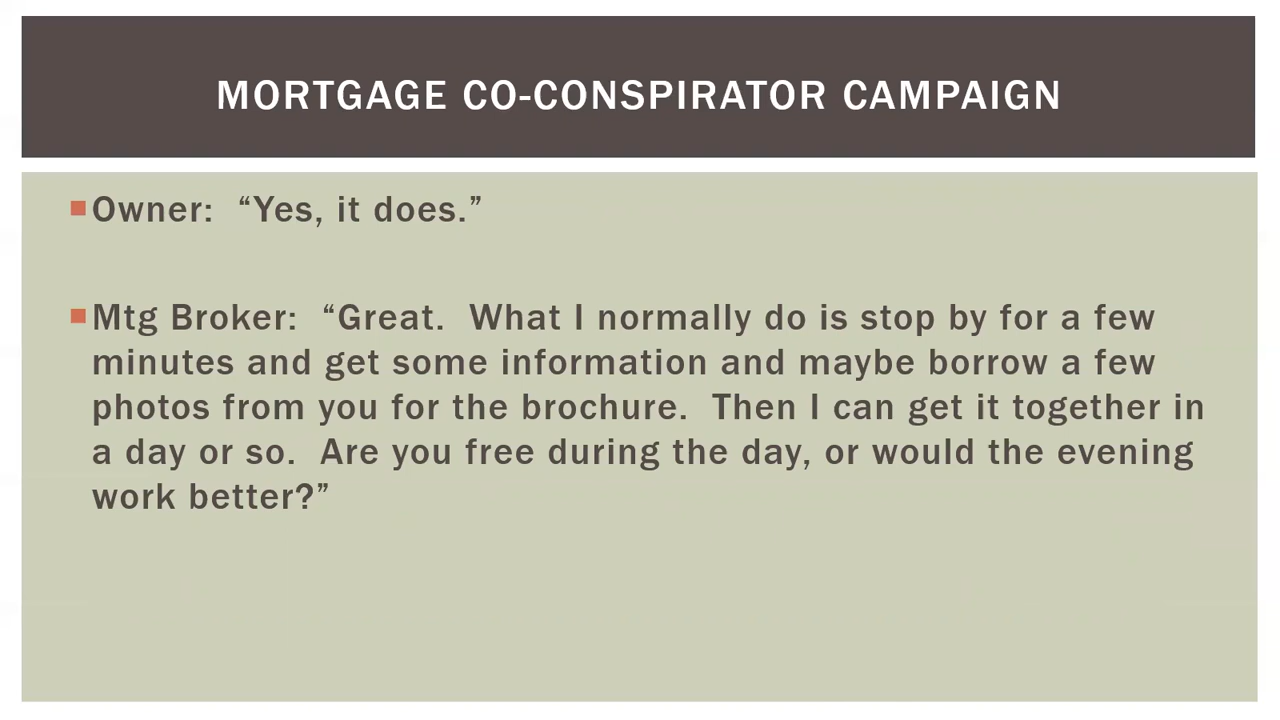 MORTGAGE CO-CONSPIRATOR CAMPAIGN
Owner: “Yes, it does.”
Mtg Broker: “Great. What I normally do is stop by for a few
minutes and get some information and maybe borrow a few
photos from you for the brochure. Then I can get it together in
a day or so. Are you free during the day, or would the evening
work better?”